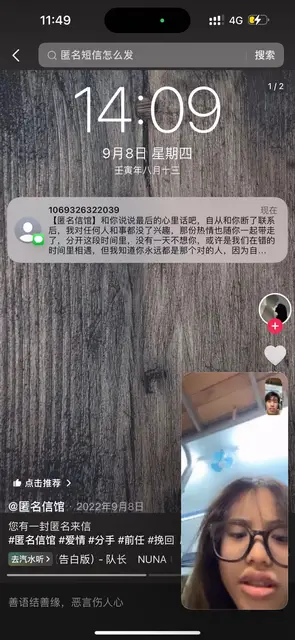 11:49
4G
匿名短信怎么发
搜索
1 / 2
14:09
9月8日 星期四
壬寅年八月十三
1069326322039
现在
【匿名信馆】和你说说最后的心里话吧，自从和你断了联系
后，我对任何人和事都没了兴趣，那份热情也随你一起带走
了，分开这段时间里，没有一天不想你，或许是我们在错的
时间里相遇，但我知道你永远都是那个对的人，因为自...
点击推荐 >
@匿名信馆 · 2022年9月8日
您有一封匿名来信
#匿名信馆 #爱情 #分手 #前任 #挽回
去汽水听 > (告白版) - 队长 NUNA
善语结善缘，恶言伤人心